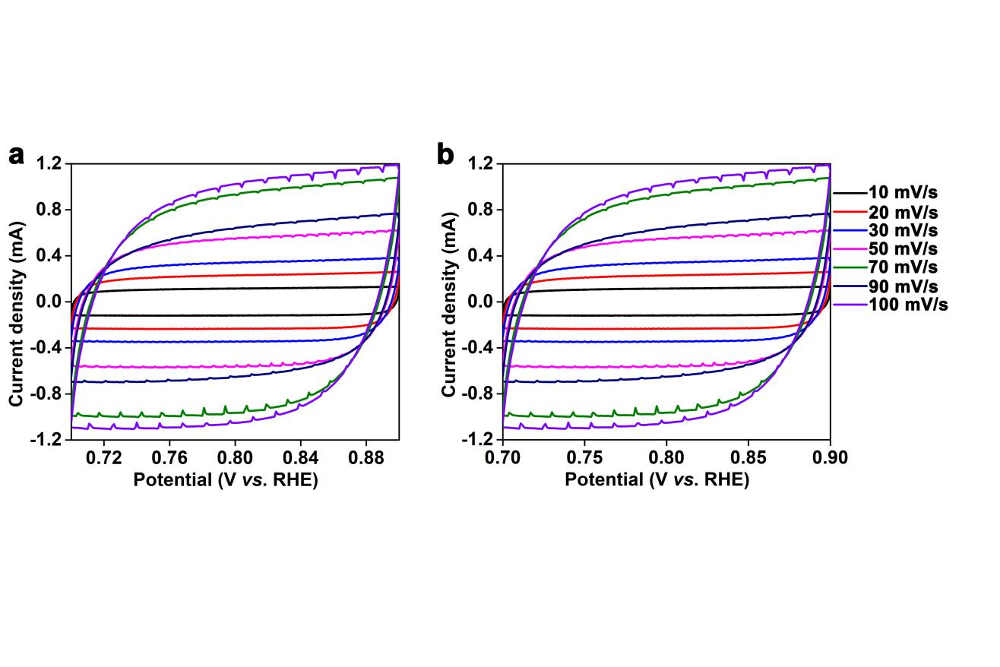 a
1.2
0.8
0.4
0.0
-0.4
-0.8
-1.2
Current density (mA)
0.72 0.76 0.80 0.84 0.88
Potential (V vs. RHE)
b
1.2
0.8
0.4
0.0
-0.4
-0.8
-1.2
Current density (mA)
0.70 0.75 0.80 0.85 0.90
Potential (V vs. RHE)
10 mV/s
20 mV/s
30 mV/s
50 mV/s
70 mV/s
90 mV/s
100 mV/s